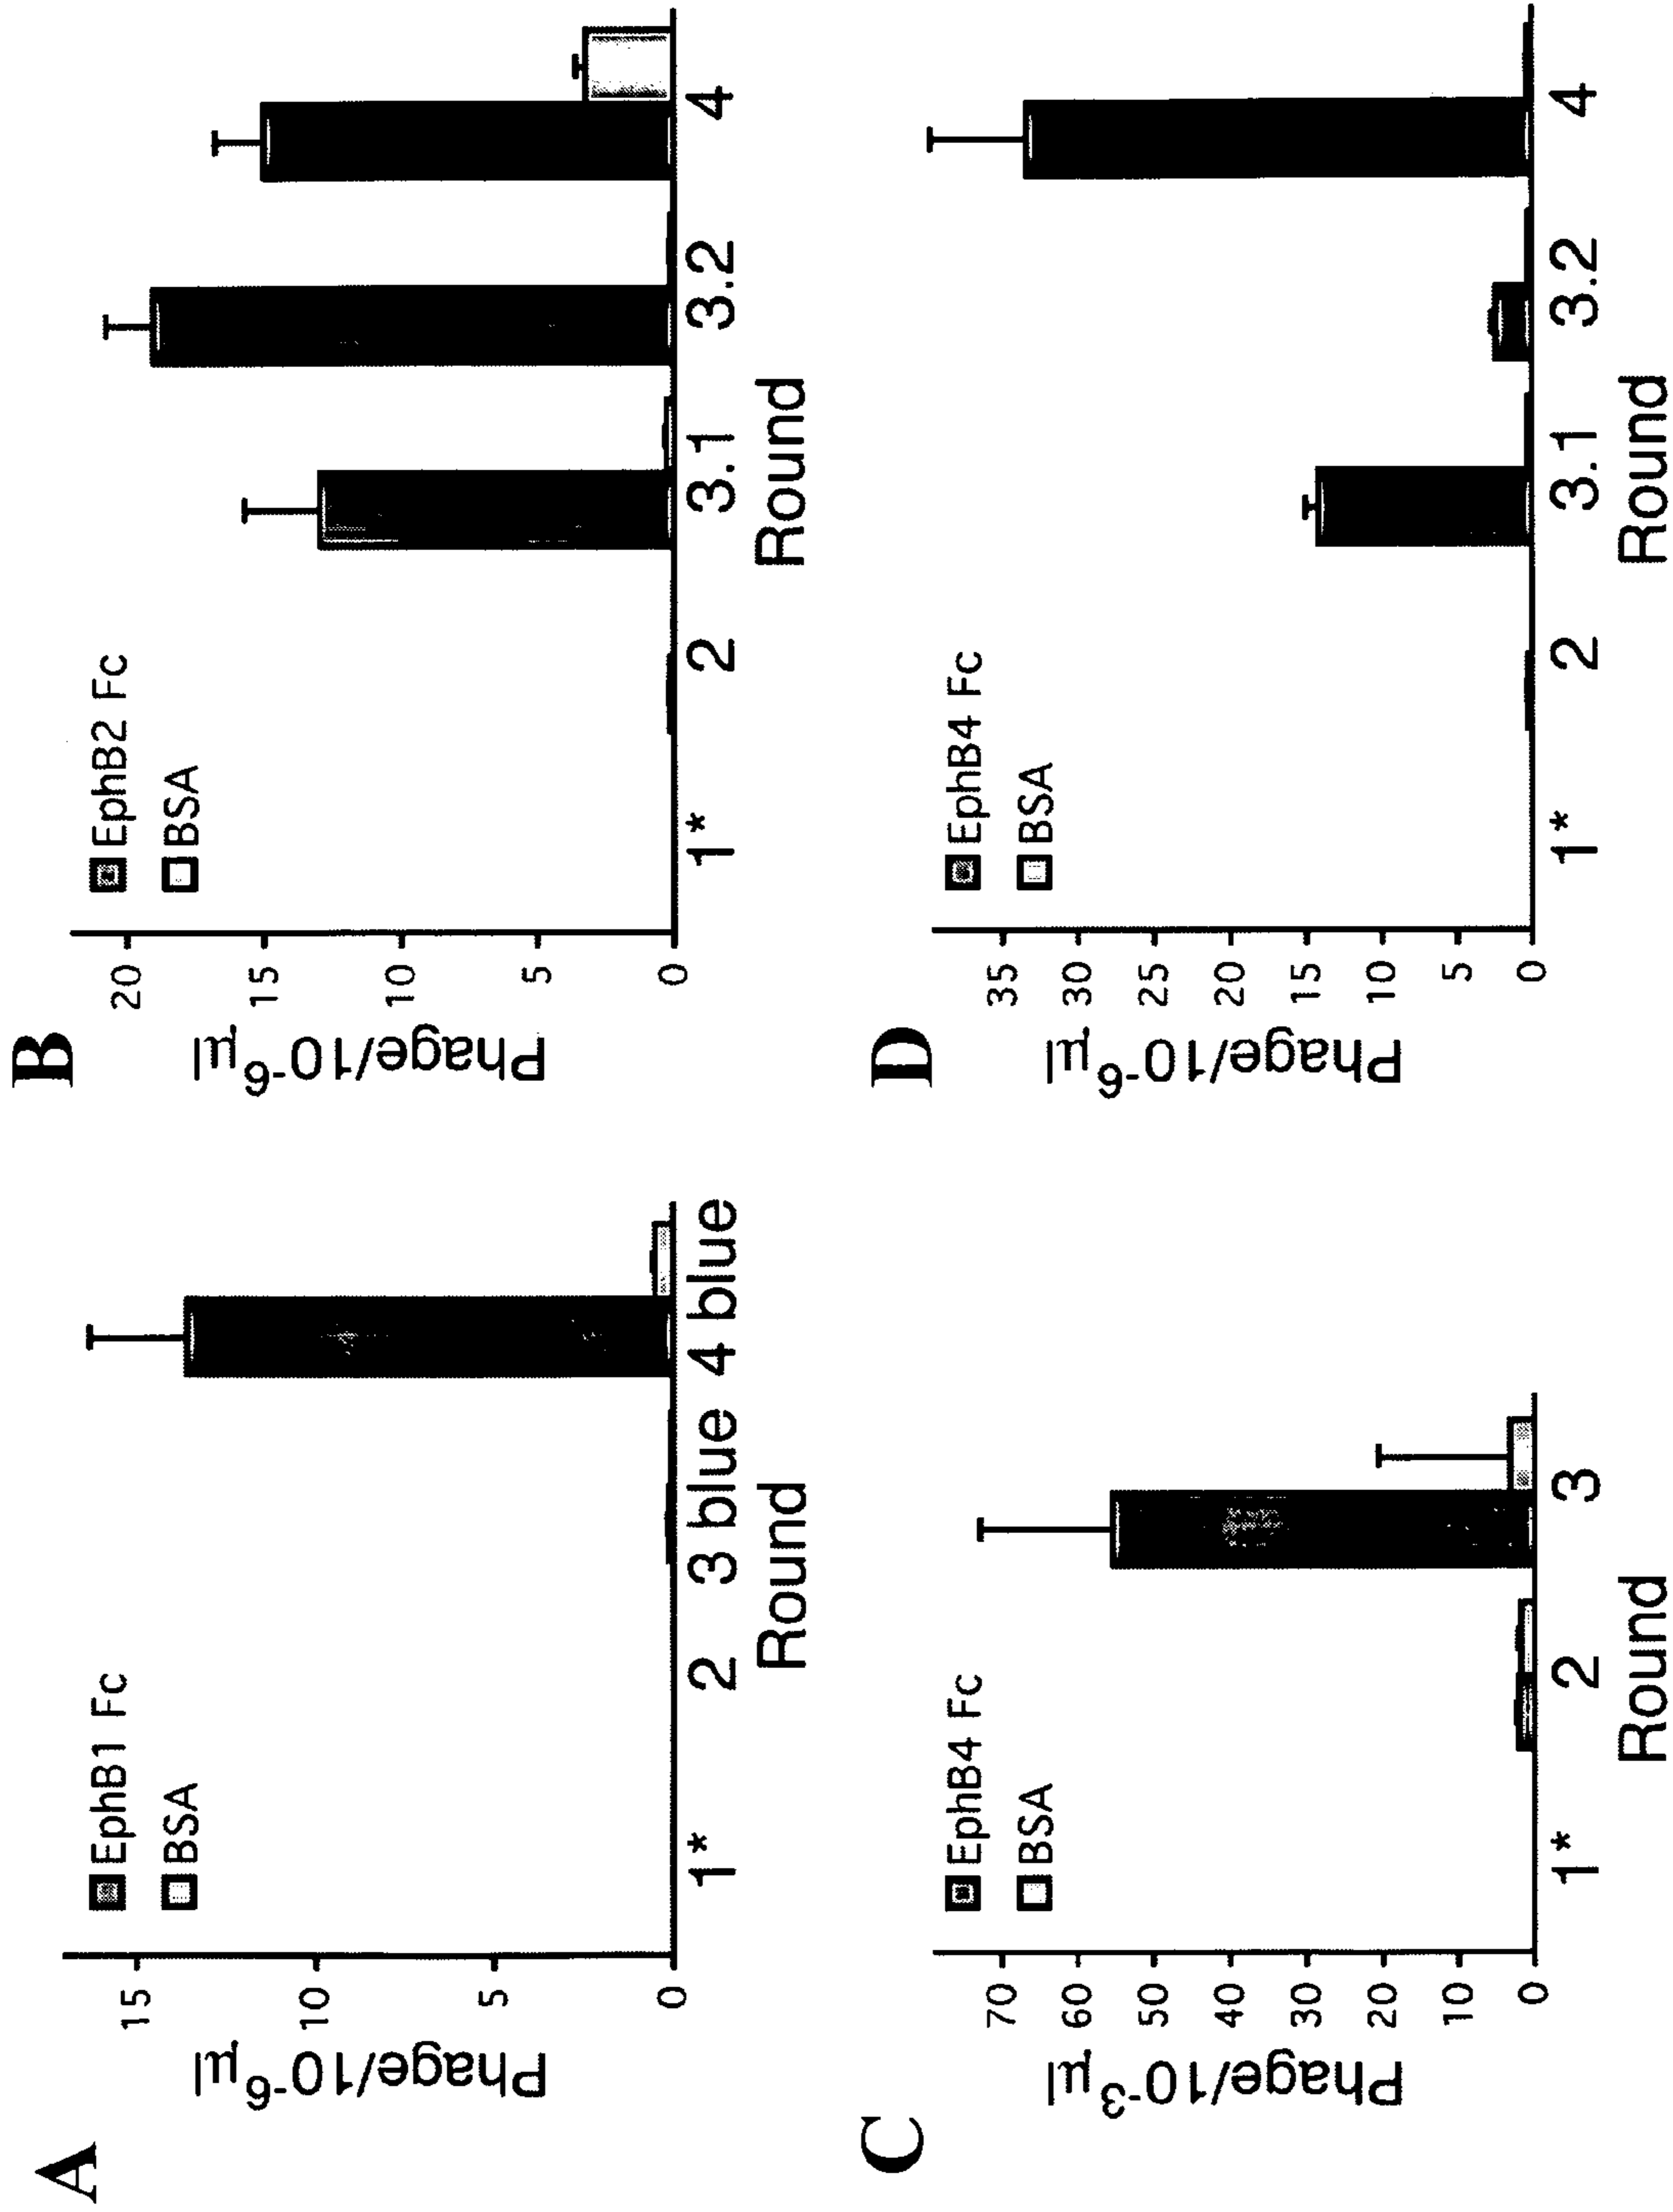 A
Phage/10-6µl
15
10
5
0
EphB1 Fc
BSA
1* 2 3 blue 4 blue
Round
B
Phage/10-6µl
20
15
10
5
0
EphB2 Fc
BSA
1* 2 3.1 3.2 4
Round
C
Phage/10-3µl
70
60
50
40
30
20
10
0
EphB4 Fc
BSA
1* 2 3
Round
D
Phage/10-6µl
35
30
25
20
15
10
5
0
EphB4 Fc
BSA
1* 2 3.1 3.2 4
Round